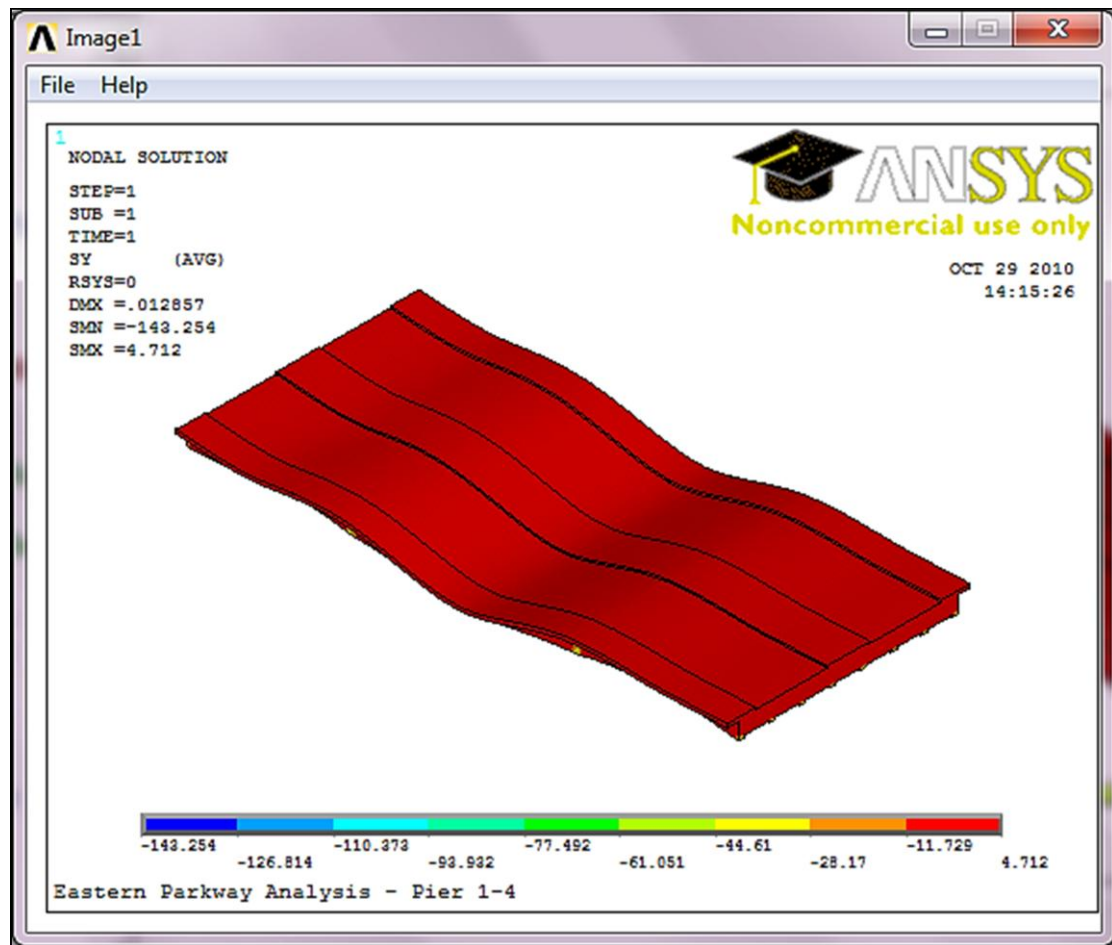 Image1
File Help
1
NODAL SOLUTION
STEP=1
SUB =1
TIME=1
SY (AVG)
RSYS=0
DMX =.012857
SMN =-143.254
SMX =4.712
ANSYS
Noncommercial use only
OCT 29 2010
14:15:26
-143.254 -110.373 -77.492 -44.61 -11.729
-126.814 -93.932 -61.051 -28.17 4.712
Eastern Parkway Analysis - Pier 1-4